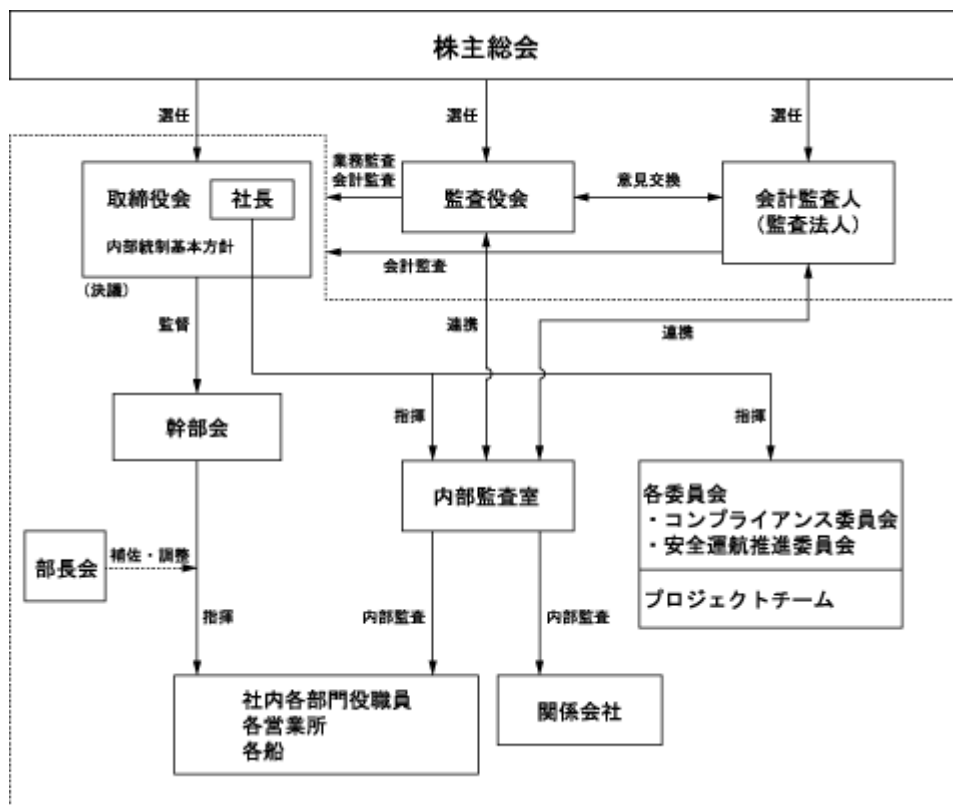 株主総会
選任
選任
選任
取締役会
社長
内部統制基本方針
(決議)
業務監査
会計監査
監査役会
意見交換
会計監査人
(監査法人)
会計監査
監督
連携
連携
幹部会
指揮
指揮
内部監査室
各委員会
・コンプライアンス委員会
・安全運航推進委員会
プロジェクトチーム
部長会
補佐・調整
指揮
内部監査
内部監査
社内各部門役職員
各営業所
各船
関係会社